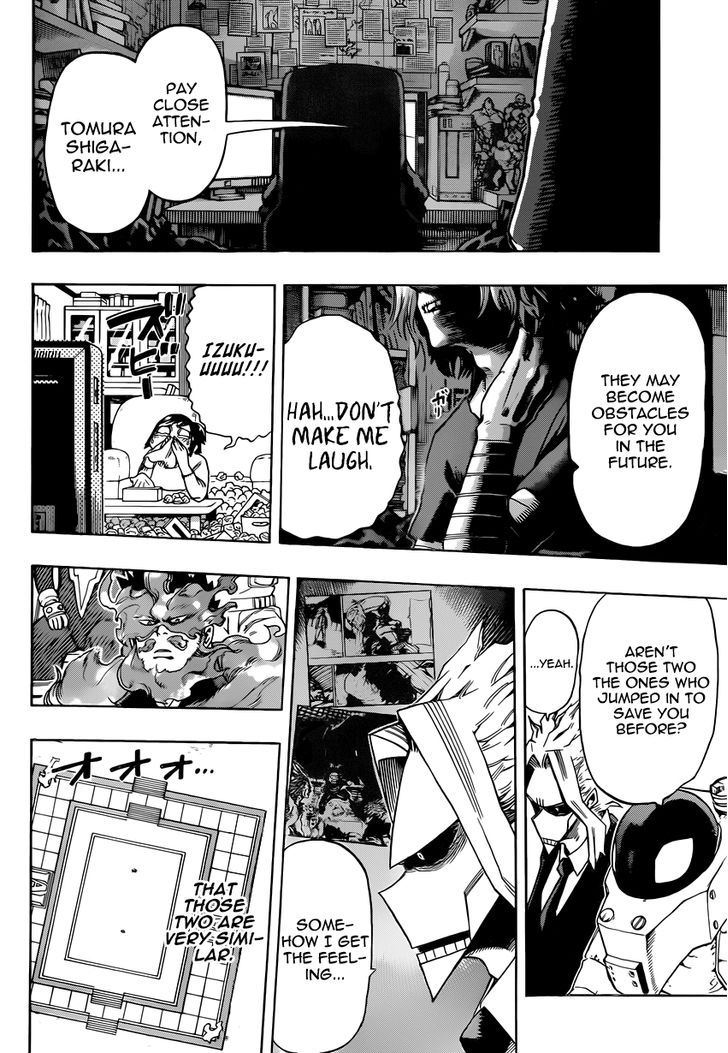 PAY
CLOSE
ATTEN-
TION,
TOMURA
SHIGA-
RAKI...
THEY MAY
BECOME
OBSTACLES
FOR YOU
IN THE
FUTURE.
HAH...DON'T
MAKE ME
LAUGH.
IZUKU-
UUUU!!!
AREN'T
THOSE TWO
THE ONES WHO
JUMPED IN TO
SAVE YOU
BEFORE?
...YEAH.
SOME-
HOW I GET
THE FEEL-
ING...
オオオ...
THAT
THOSE
TWO ARE
VERY SIMI-
LAR.